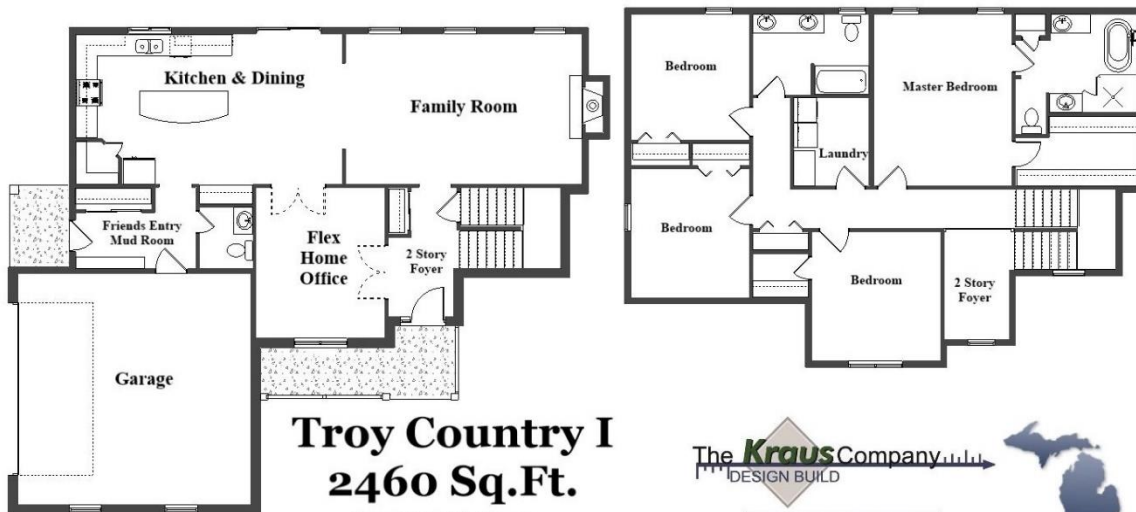 Kitchen & Dining
Family Room
Friends Entry
Mud Room
Flex
Home
Office
2 Story
Foyer
Garage
Bedroom
Master Bedroom
Laundry
Bedroom
Bedroom
2 Story
Foyer
Troy Country I
2460 Sq.Ft.
The Kraus Company
DESIGN BUILD